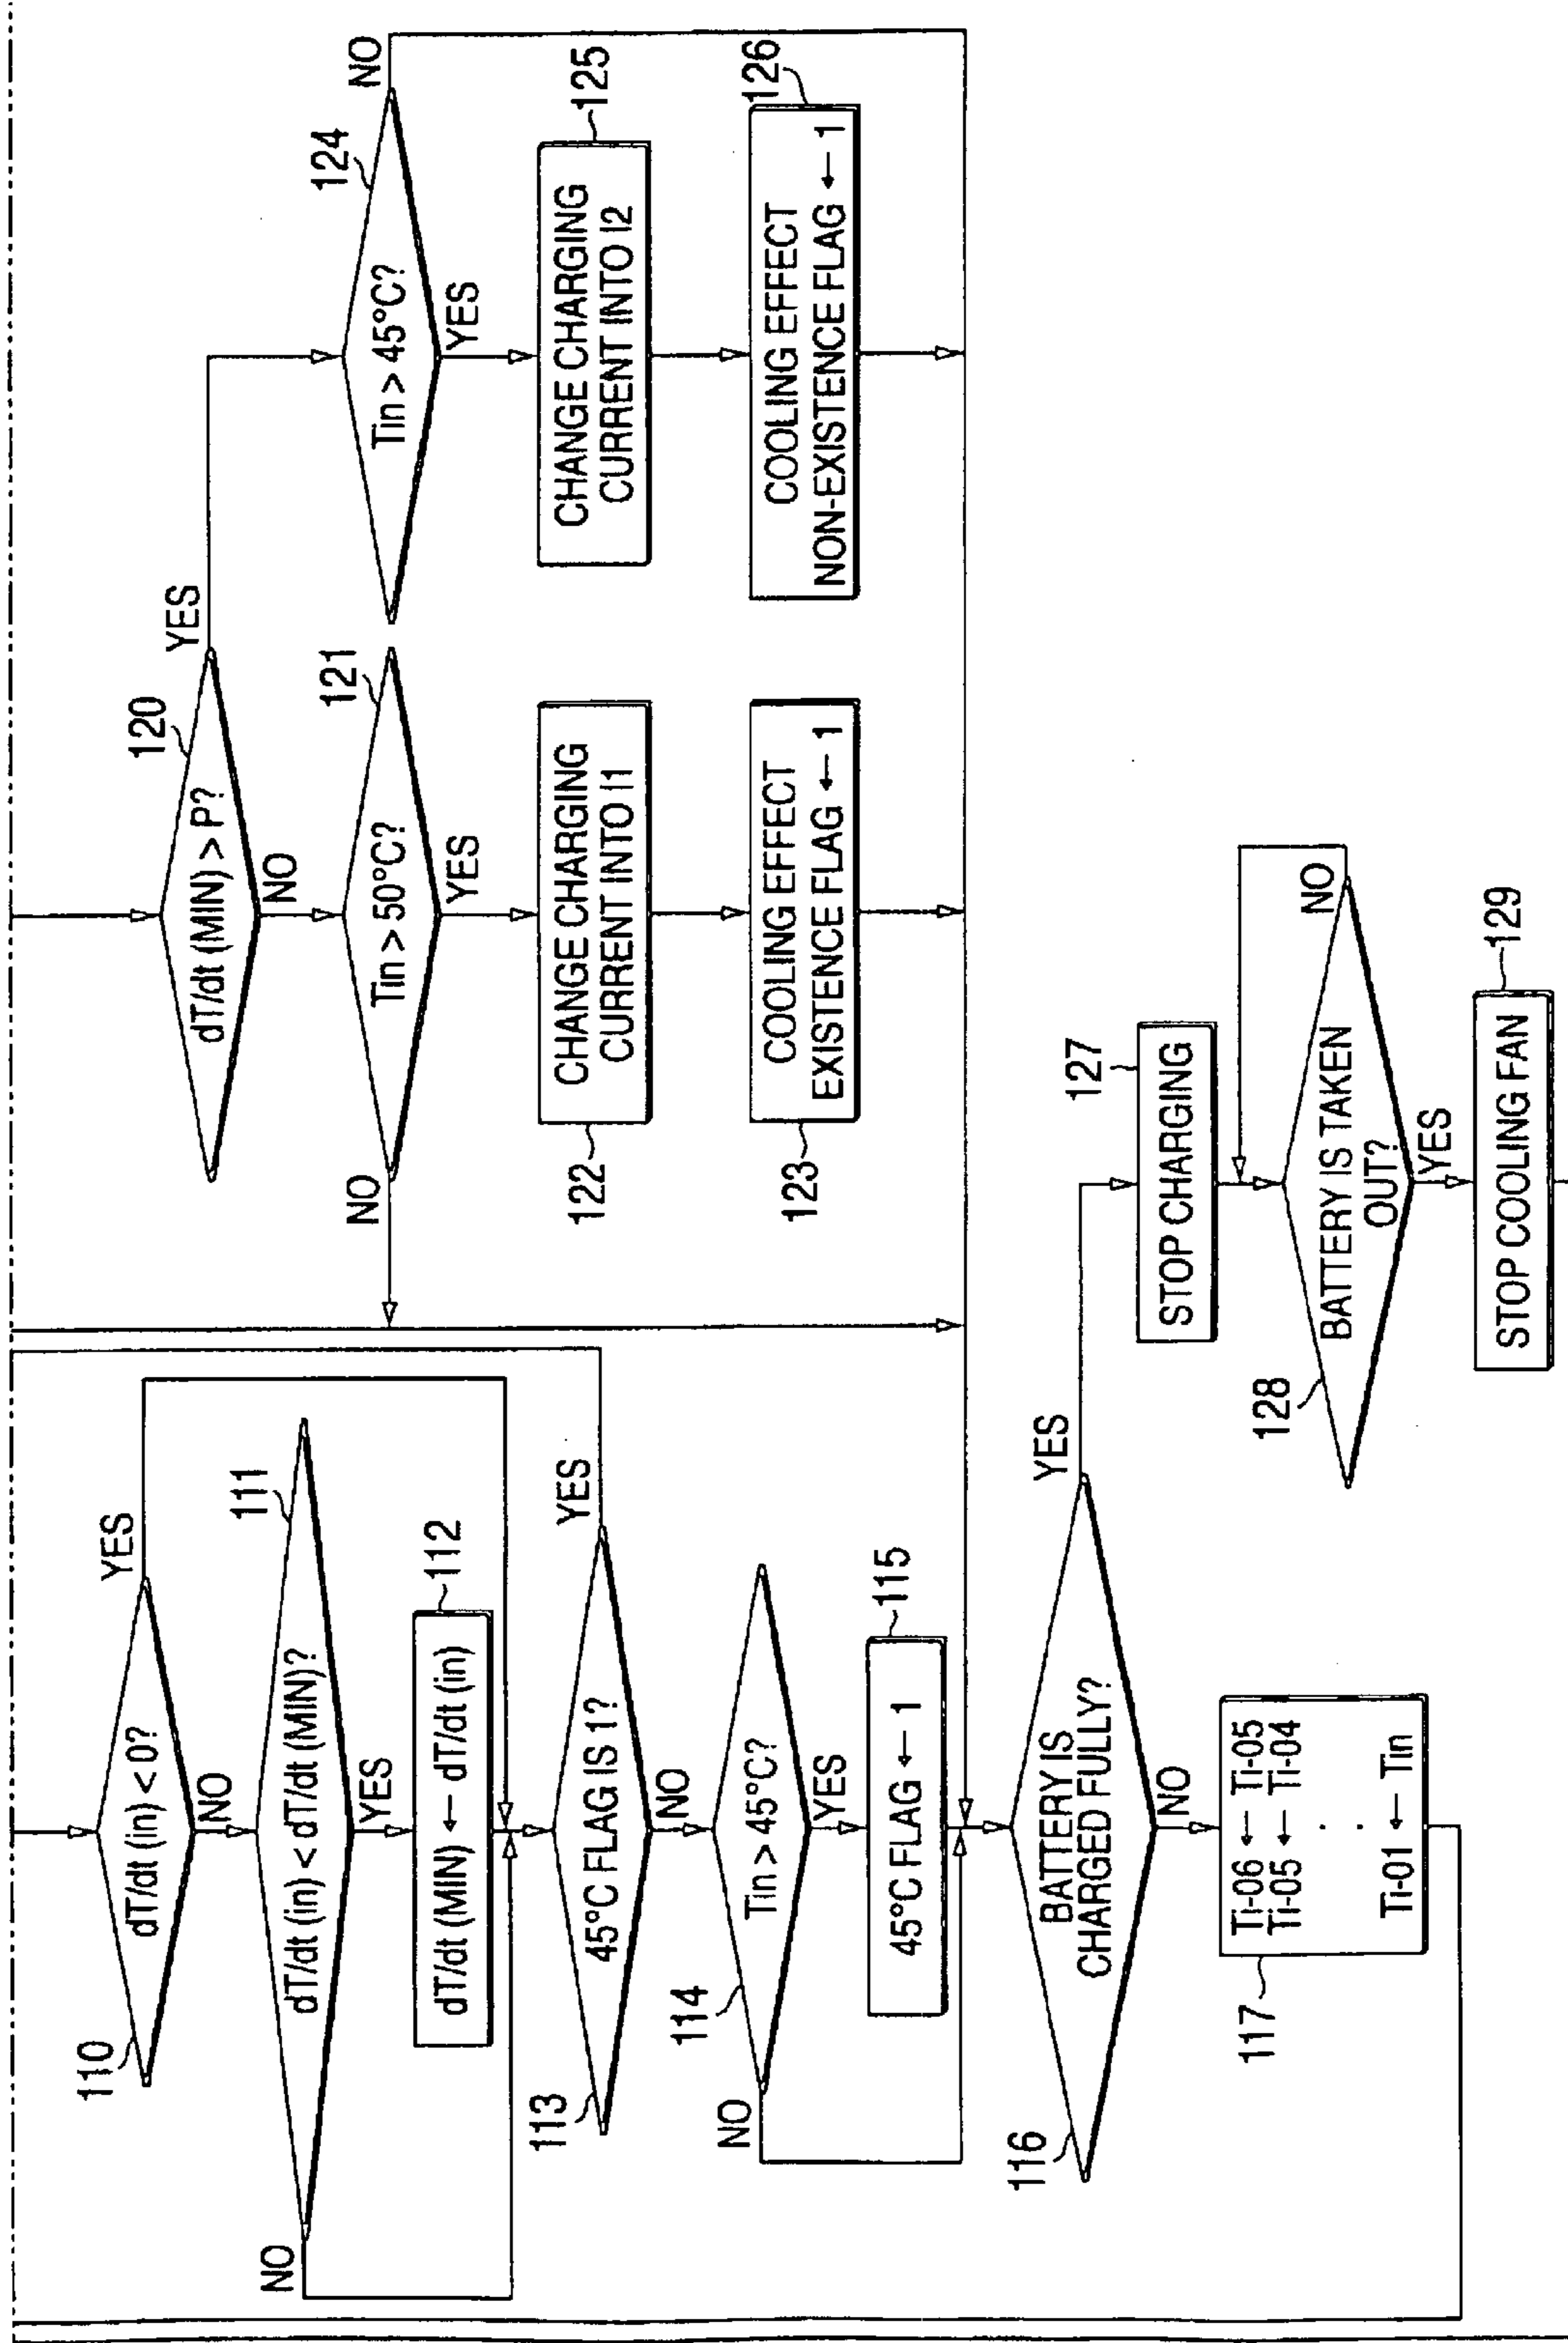 110
dT/dt (in) < 0?
YES
NO
111
dT/dt (in) < dT/dt (MIN)?
NO
YES
112
dT/dt (MIN) ← dT/dt (in)
113
45°C FLAG IS 1?
YES
NO
114
Tin > 45°C?
NO
YES
115
45°C FLAG ← 1
116
BATTERY IS
CHARGED FULLY?
YES
NO
117
Ti-06 ← Ti-05
Ti-05 ← Ti-04
Ti-01 ← Tin
120
dT/dt (MIN) > P?
YES
NO
121
Tin > 50°C?
NO
YES
122
CHANGE CHARGING
CURRENT INTO I1
123
COOLING EFFECT
EXISTENCE FLAG ← 1
124
Tin > 45°C?
NO
YES
125
CHANGE CHARGING
CURRENT INTO I2
126
COOLING EFFECT
NON-EXISTENCE FLAG ← 1
127
STOP CHARGING
128
BATTERY IS TAKEN
OUT?
NO
YES
129
STOP COOLING FAN